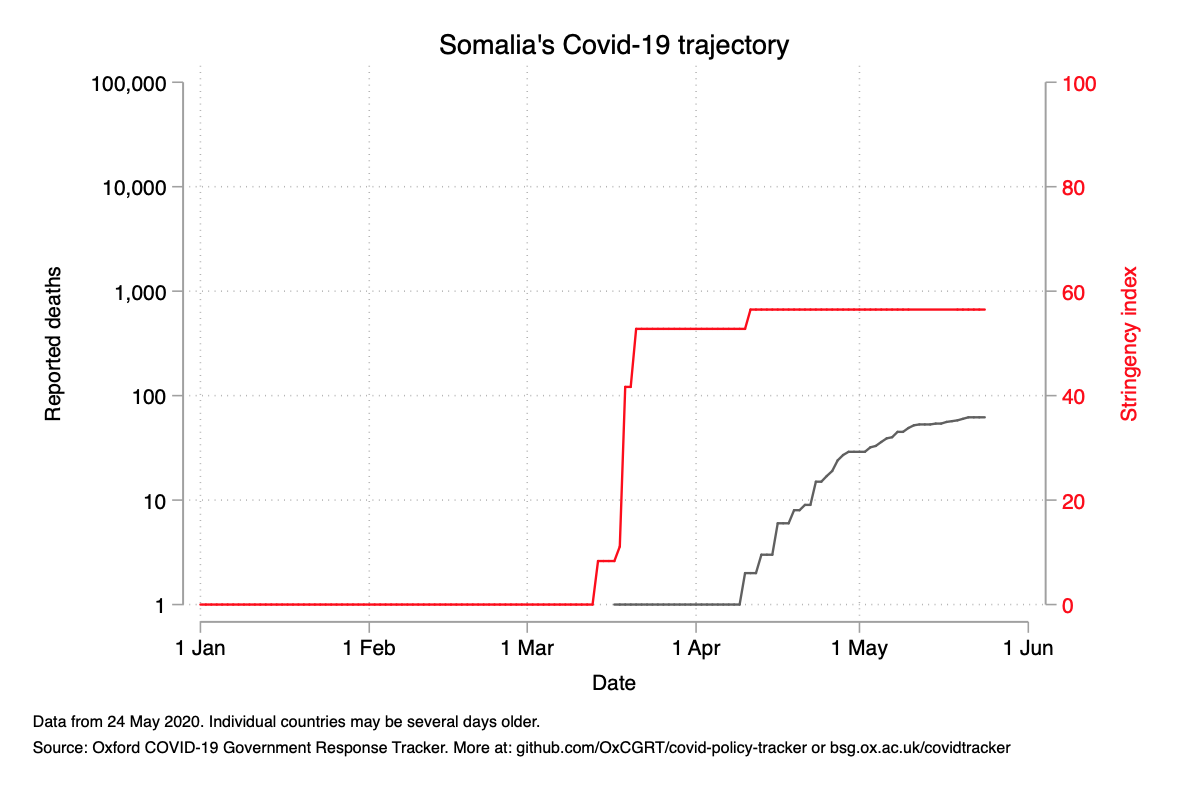 Somalia's Covid-19 trajectory
100,000
10,000
1,000
100
10
1
Reported deaths
100
80
60
40
20
0
Stringency index
1 Jan
1 Feb
1 Mar
1 Apr
1 May
1 Jun
Date
Data from 24 May 2020. Individual countries may be several days older.
Source: Oxford COVID-19 Government Response Tracker. More at: github.com/OxCGRT/covid-policy-tracker or bsg.ox.ac.uk/covidtracker